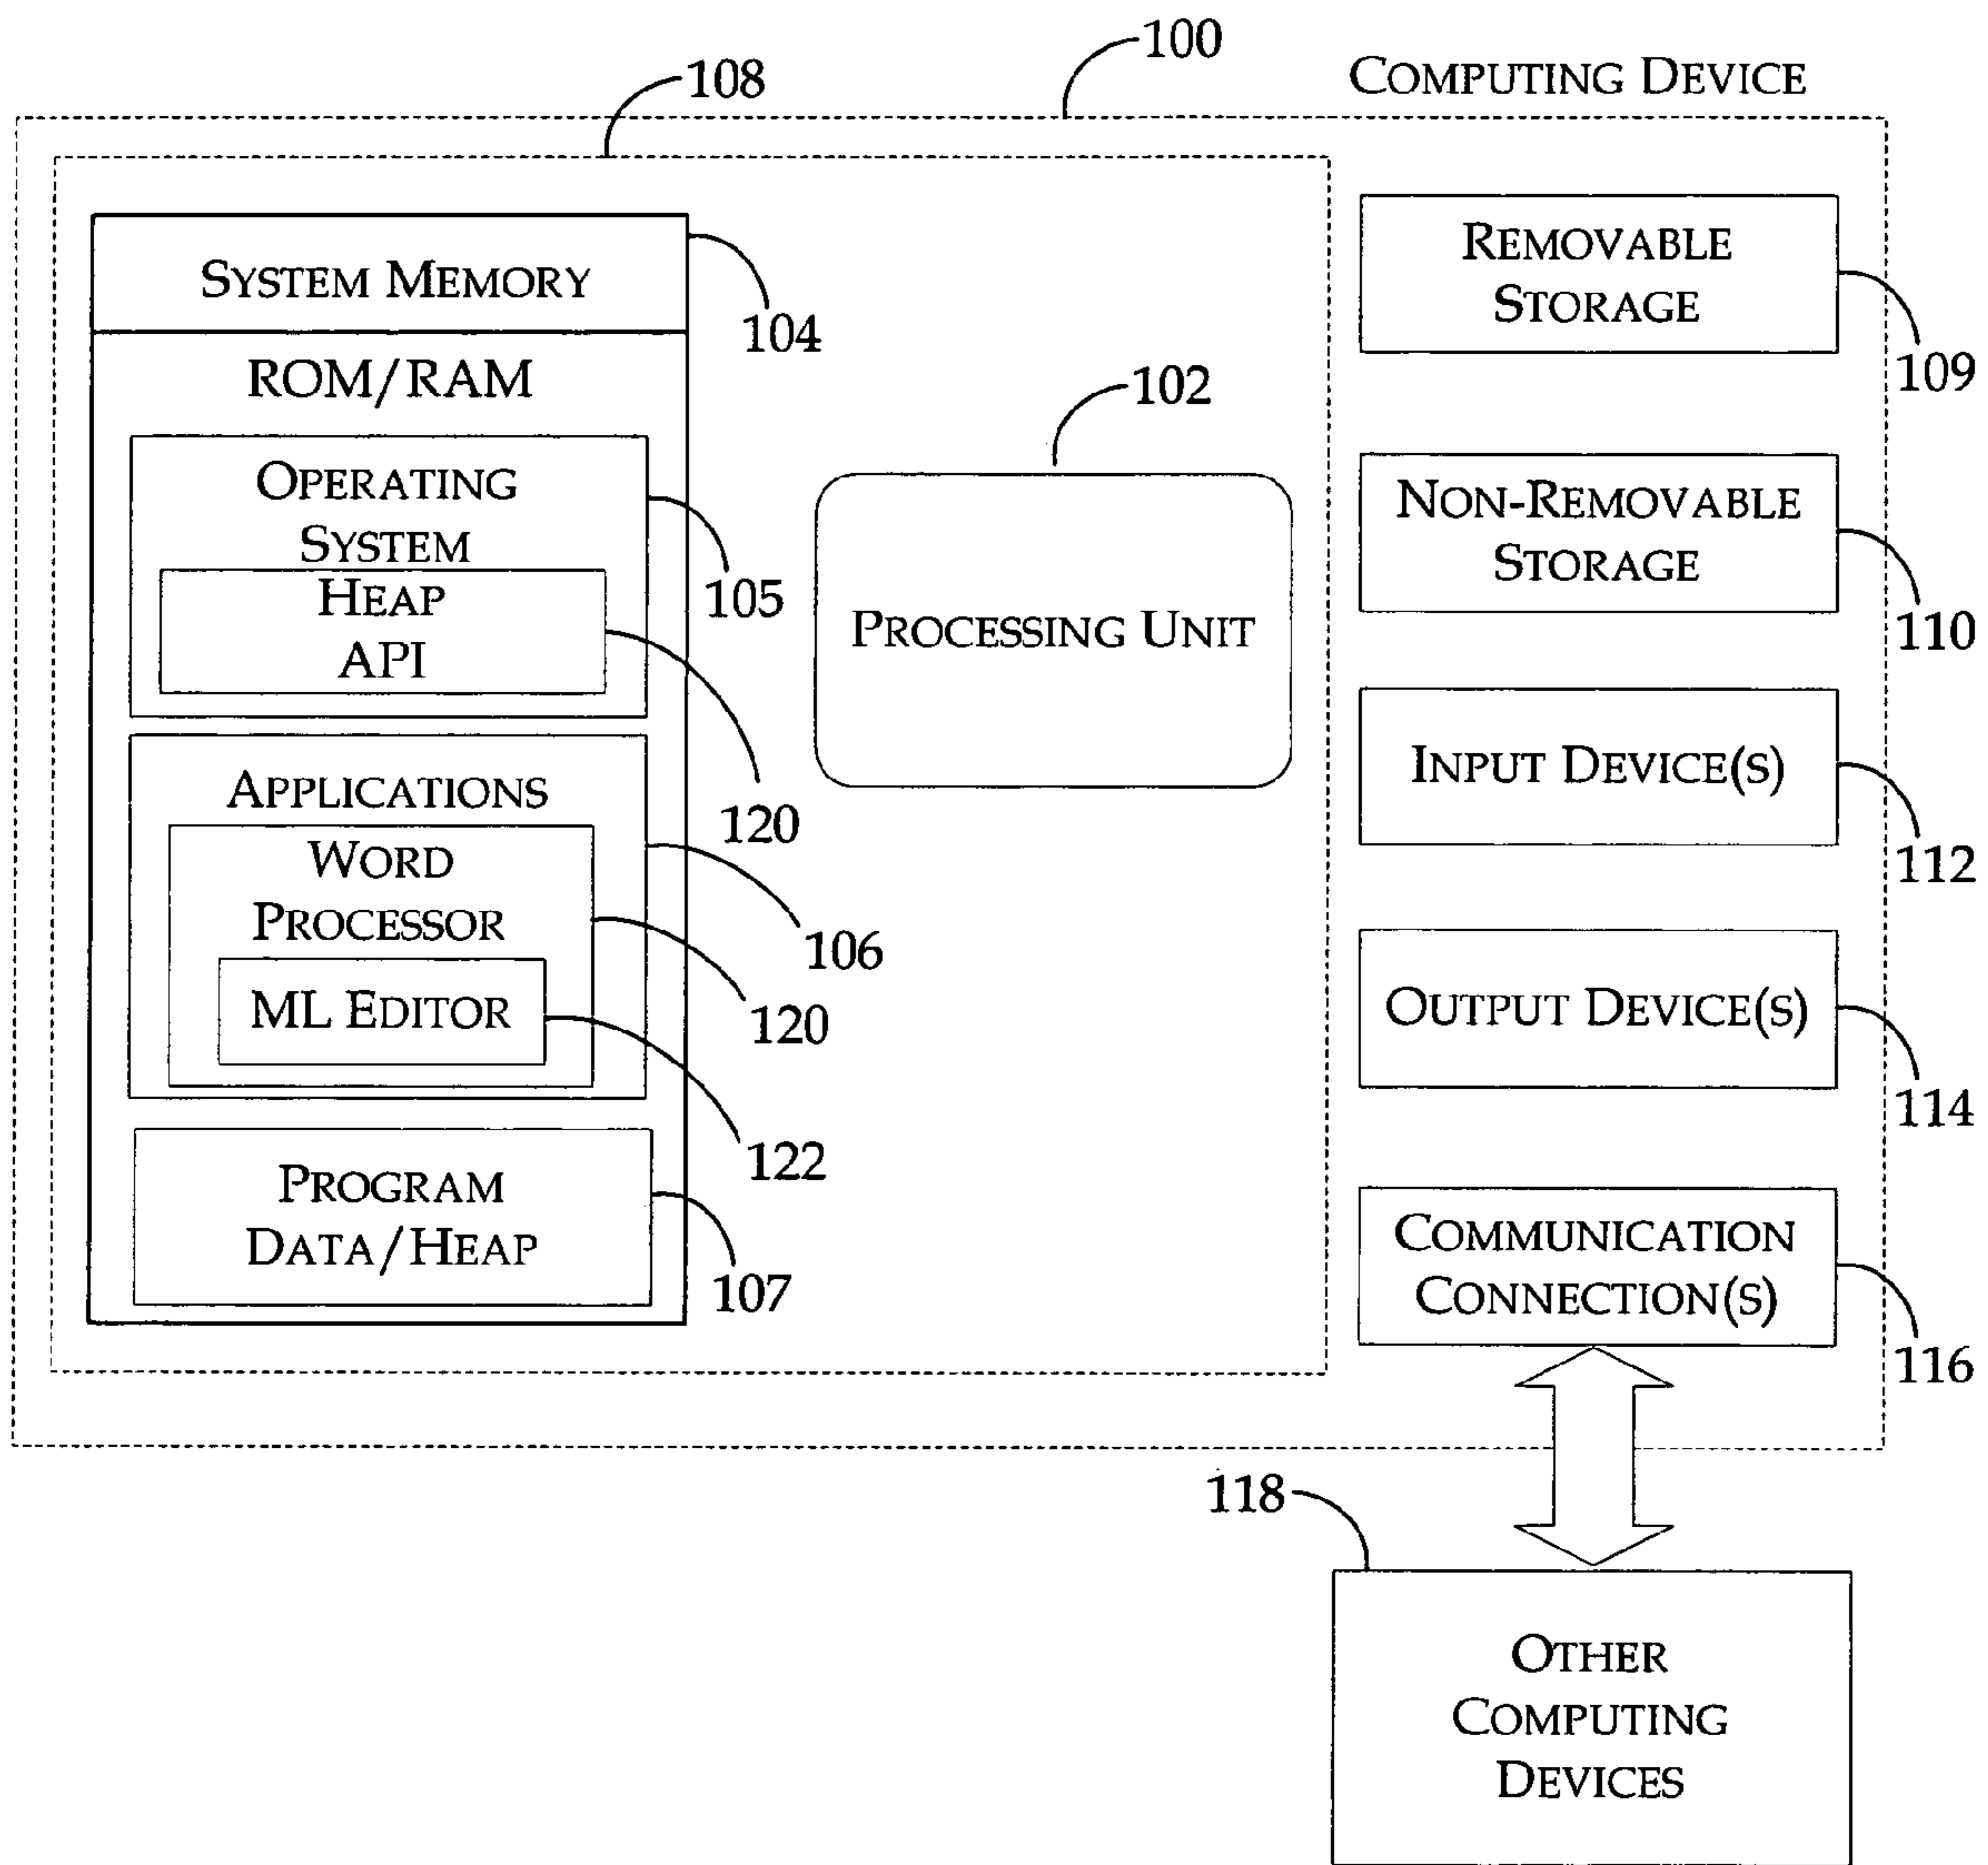 100
COMPUTING DEVICE
108
SYSTEM MEMORY
104
ROM/RAM
OPERATING
SYSTEM
105
HEAP
API
120
APPLICATIONS
106
WORD
PROCESSOR
120
ML EDITOR
122
PROGRAM
DATA/HEAP
107
102
PROCESSING UNIT
REMOVABLE
STORAGE
109
NON-REMOVABLE
STORAGE
110
INPUT DEVICE(S)
112
OUTPUT DEVICE(S)
114
COMMUNICATION
CONNECTION(S)
116
118
OTHER
COMPUTING
DEVICES